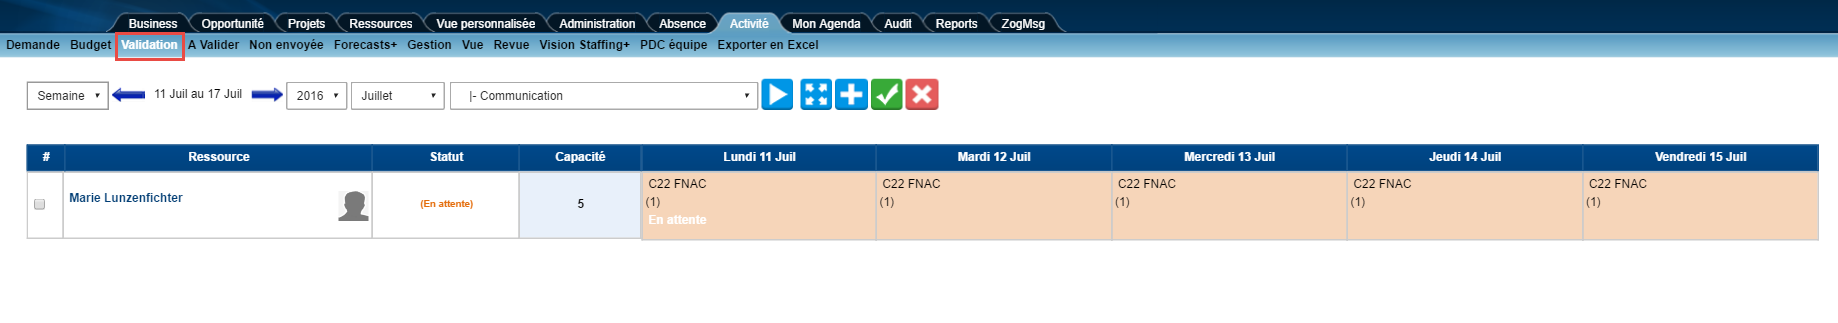 Business Opportunité Projets Ressources Vue personnalisée Administration Absence Activité Mon Agenda Audit Reports ZogMsg
Demande Budget Validation A Valider Non envoyée Forecasts+ Gestion Vue Revue Vision Staffing+ PDC équipe Exporter en Excel
Semaine 11 Juil au 17 Juil 2016 Juillet |- Communication
# Ressource Statut Capacité Lundi 11 Juil Mardi 12 Juil Mercredi 13 Juil Jeudi 14 Juil Vendredi 15 Juil
C22 FNAC C22 FNAC C22 FNAC C22 FNAC C22 FNAC
Marie Lunzenfichter (En attente) 5 (1) (1) (1) (1) (1)
En attente